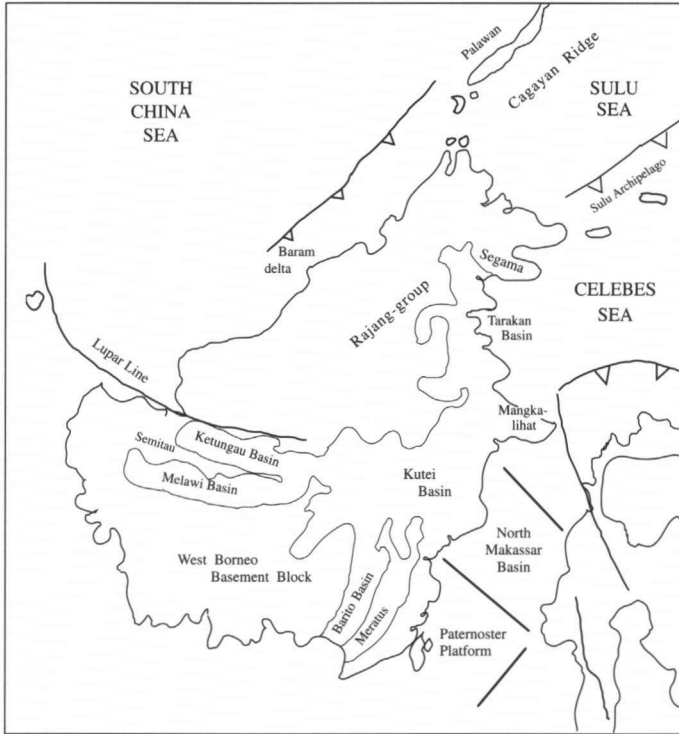 Palawan
Cagayan Ridge
SOUTH
CHINA
SEA
SULU
SEA
Sulu Archipelago
Baram
delta
Segama
CELEBES
SEA
Rajang-group
Tarakan
Basin
Lupar Line
Mangka-
lihat
Ketungau Basin
Semitau
Melawi Basin
Kutei
Basin
North
Makassar
Basin
West Borneo
Basement Block
Barito Basin
Meratus
Paternoster
Platform